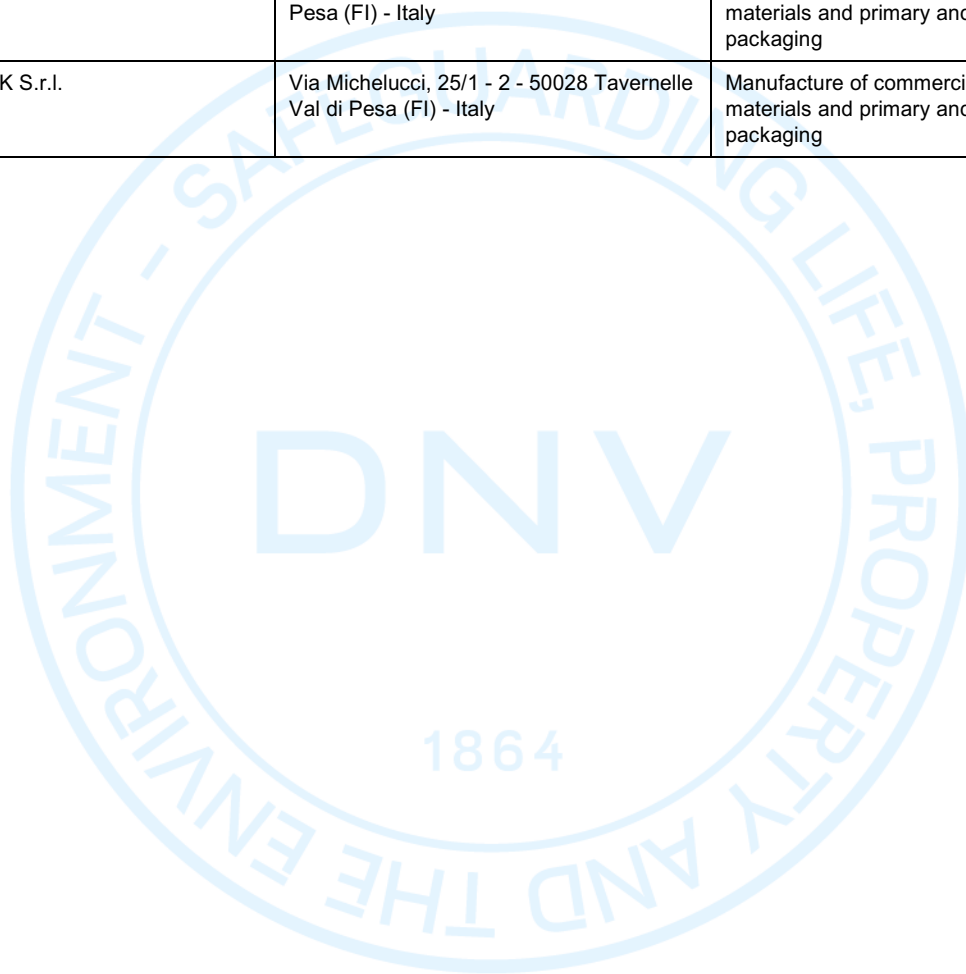 Pesa (FI) - Italy
materials and primary and
packaging
K S.r.l.
Via Michelucci, 25/1 - 2 - 50028 Tavernelle
Val di Pesa (FI) - Italy
Manufacture of commerci
materials and primary and
packaging
SAFEGUARDING LIFE, PROPERTY AND THE ENVIRONMENT -
DNV
1864